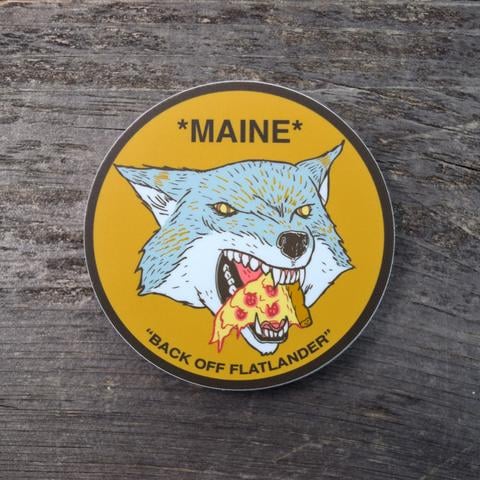 *MAINE*
“BACK OFF FLATLANDER”